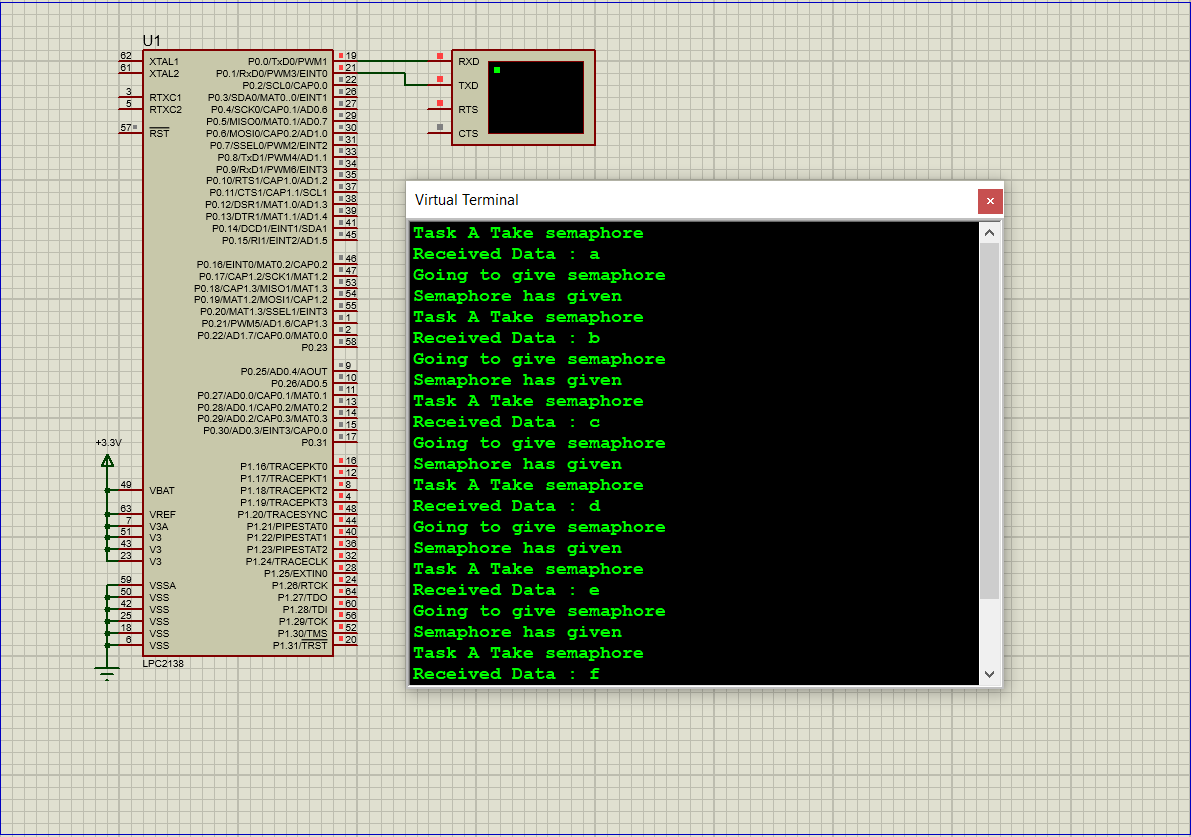 U1
62 XTAL1
61 XTAL2
3 RTXC1
5 RTXC2
57 RST
49 VBAT
63 VREF
7 V3A
51 V3
43 V3
23 V3
59 VSSA
50 VSS
42 VSS
25 VSS
18 VSS
6 VSS
+3.3V
LPC2138
P0.0/TxD0/PWM1 19
P0.1/RxD0/PWM3/EINT0 21
P0.2/SCL0/CAP0.0 22
P0.3/SDA0/MAT0..0/EINT1 26
P0.4/SCK0/CAP0.1/AD0.6 27
P0.5/MISO0/MAT0.1/AD0.7 29
P0.6/MOSI0/CAP0.2/AD1.0 30
P0.7/SSEL0/PWM2/EINT2 31
P0.8/TxD1/PWM4/AD1.1 33
P0.9/RxD1/PWM6/EINT3 34
P0.10/RTS1/CAP1.0/AD1.2 35
P0.11/CTS1/CAP1.1/SCL1 37
P0.12/DSR1/MAT1.0/AD1.3 38
P0.13/DTR1/MAT1.1/AD1.4 39
P0.14/DCD1/EINT1/SDA1 41
P0.15/RI1/EINT2/AD1.5 45
P0.16/EINT0/MAT0.2/CAP0.2 46
P0.17/CAP1.2/SCK1/MAT1.2 47
P0.18/CAP1.3/MISO1/MAT1.3 53
P0.19/MAT1.2/MOSI1/CAP1.2 54
P0.20/MAT1.3/SSEL1/EINT3 55
P0.21/PWM5/AD1.6/CAP1.3 1
P0.22/AD1.7/CAP0.0/MAT0.0 2
P0.23 58
P0.25/AD0.4/AOUT 9
P0.26/AD0.5 10
P0.27/AD0.0/CAP0.1/MAT0.1 11
P0.28/AD0.1/CAP0.2/MAT0.2 13
P0.29/AD0.2/CAP0.3/MAT0.3 14
P0.30/AD0.3/EINT3/CAP0.0 15
P0.31 17
P1.16/TRACEPKT0 16
P1.17/TRACEPKT1 12
P1.18/TRACEPKT2 8
P1.19/TRACEPKT3 4
P1.20/TRACESYNC 48
P1.21/PIPESTAT0 44
P1.22/PIPESTAT1 40
P1.23/PIPESTAT2 36
P1.24/TRACECLK 32
P1.25/EXTIN0 28
P1.26/RTCK 24
P1.27/TDO 64
P1.28/TDI 60
P1.29/TCK 56
P1.30/TMS 52
P1.31/TRST 20
RXD
TXD
RTS
CTS
Virtual Terminal
Task A Take semaphore
Received Data : a
Going to give semaphore
Semaphore has given
Task A Take semaphore
Received Data : b
Going to give semaphore
Semaphore has given
Task A Take semaphore
Received Data : c
Going to give semaphore
Semaphore has given
Task A Take semaphore
Received Data : d
Going to give semaphore
Semaphore has given
Task A Take semaphore
Received Data : e
Going to give semaphore
Semaphore has given
Task A Take semaphore
Received Data : f